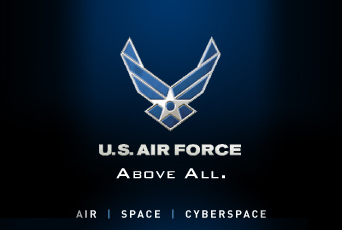 U.S. AIR FORCE
ABOVE ALL.
AIR | SPACE | CYBERSPACE